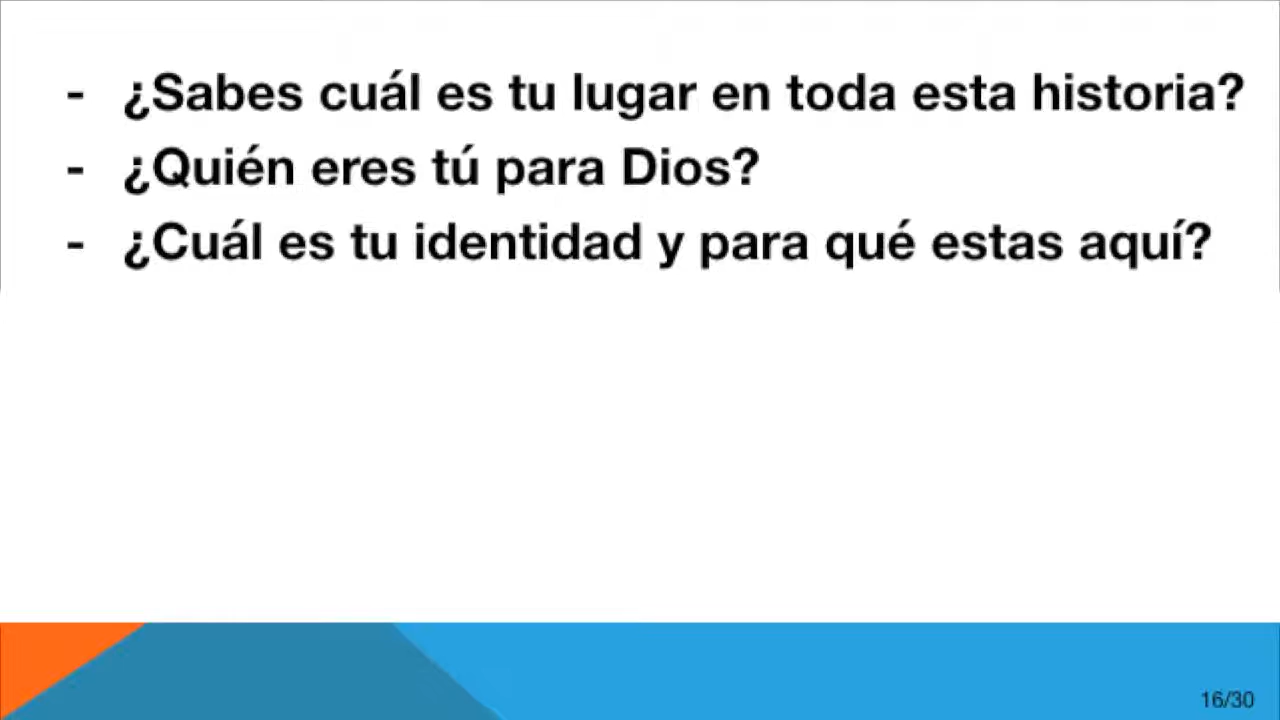 - ¿Sabes cuál es tu lugar en toda esta historia?
- ¿Quién eres tú para Dios?
- ¿Cuál es tu identidad y para qué estas aquí?
16/30